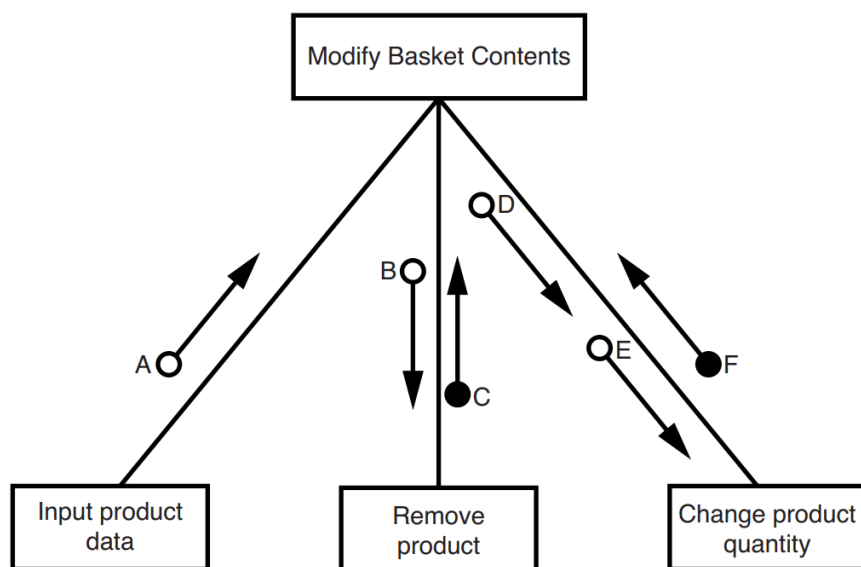 Modify Basket Contents
D
B
E
A
F
C
Input product
data
Remove
product
Change product
quantity